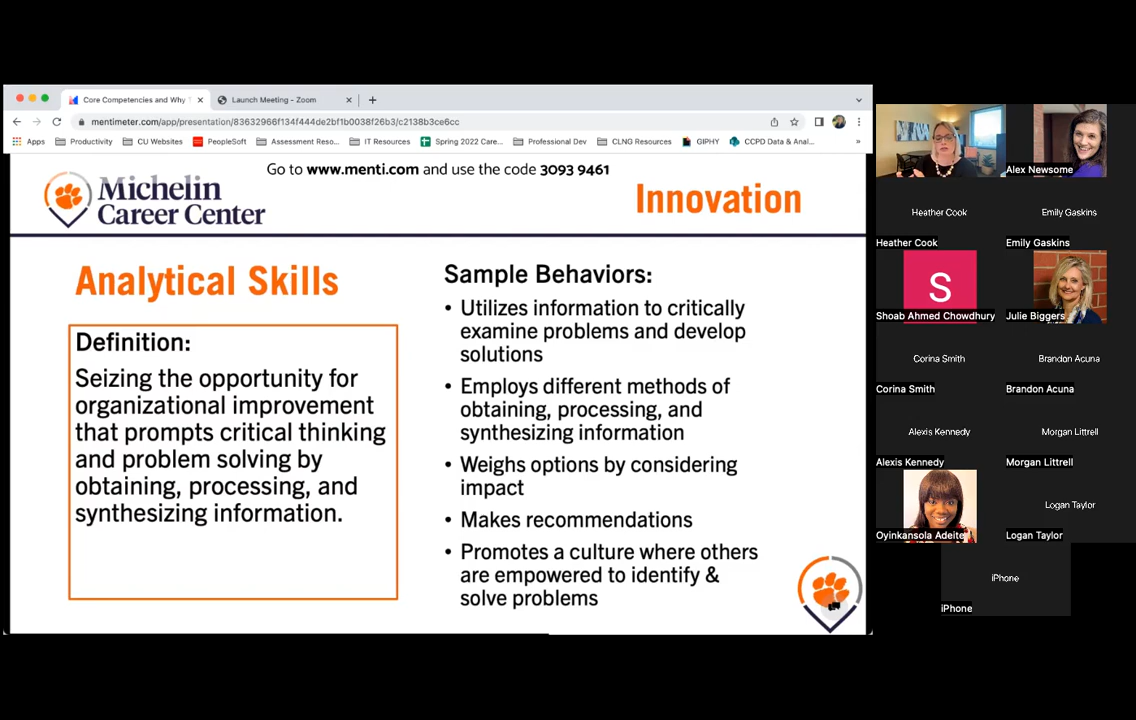 Core Competencies and Why
Launch Meeting - Zoom
mentimeter.com/app/presentation/83632966f134f444de2bf1b0038f26b3/c2138b3ce6cc
Apps Productivity CU Websites PeopleSoft Assessment Reso... IT Resources Spring 2022 Care... Professional Dev CLNG Resources GIPHY CCPD Data & Anal... »
Go to www.menti.com and use the code 3093 9461
Michelin
Career Center
Innovation
Analytical Skills
Definition:
Seizing the opportunity for
organizational improvement
that prompts critical thinking
and problem solving by
obtaining, processing, and
synthesizing information.
Sample Behaviors:
• Utilizes information to critically
examine problems and develop
solutions
• Employs different methods of
obtaining, processing, and
synthesizing information
• Weighs options by considering
impact
• Makes recommendations
• Promotes a culture where others
are empowered to identify &
solve problems
Alex Newsome
Heather Cook
Emily Gaskins
Heather Cook
Emily Gaskins
S
Shoab Ahmed Chowdhury
Julie Biggers
Corina Smith
Brandon Acuna
Corina Smith
Brandon Acuna
Alexis Kennedy
Morgan Littrell
Alexis Kennedy
Morgan Littrell
Logan Taylor
Oyinkansola Adeite
Logan Taylor
iPhone
iPhone